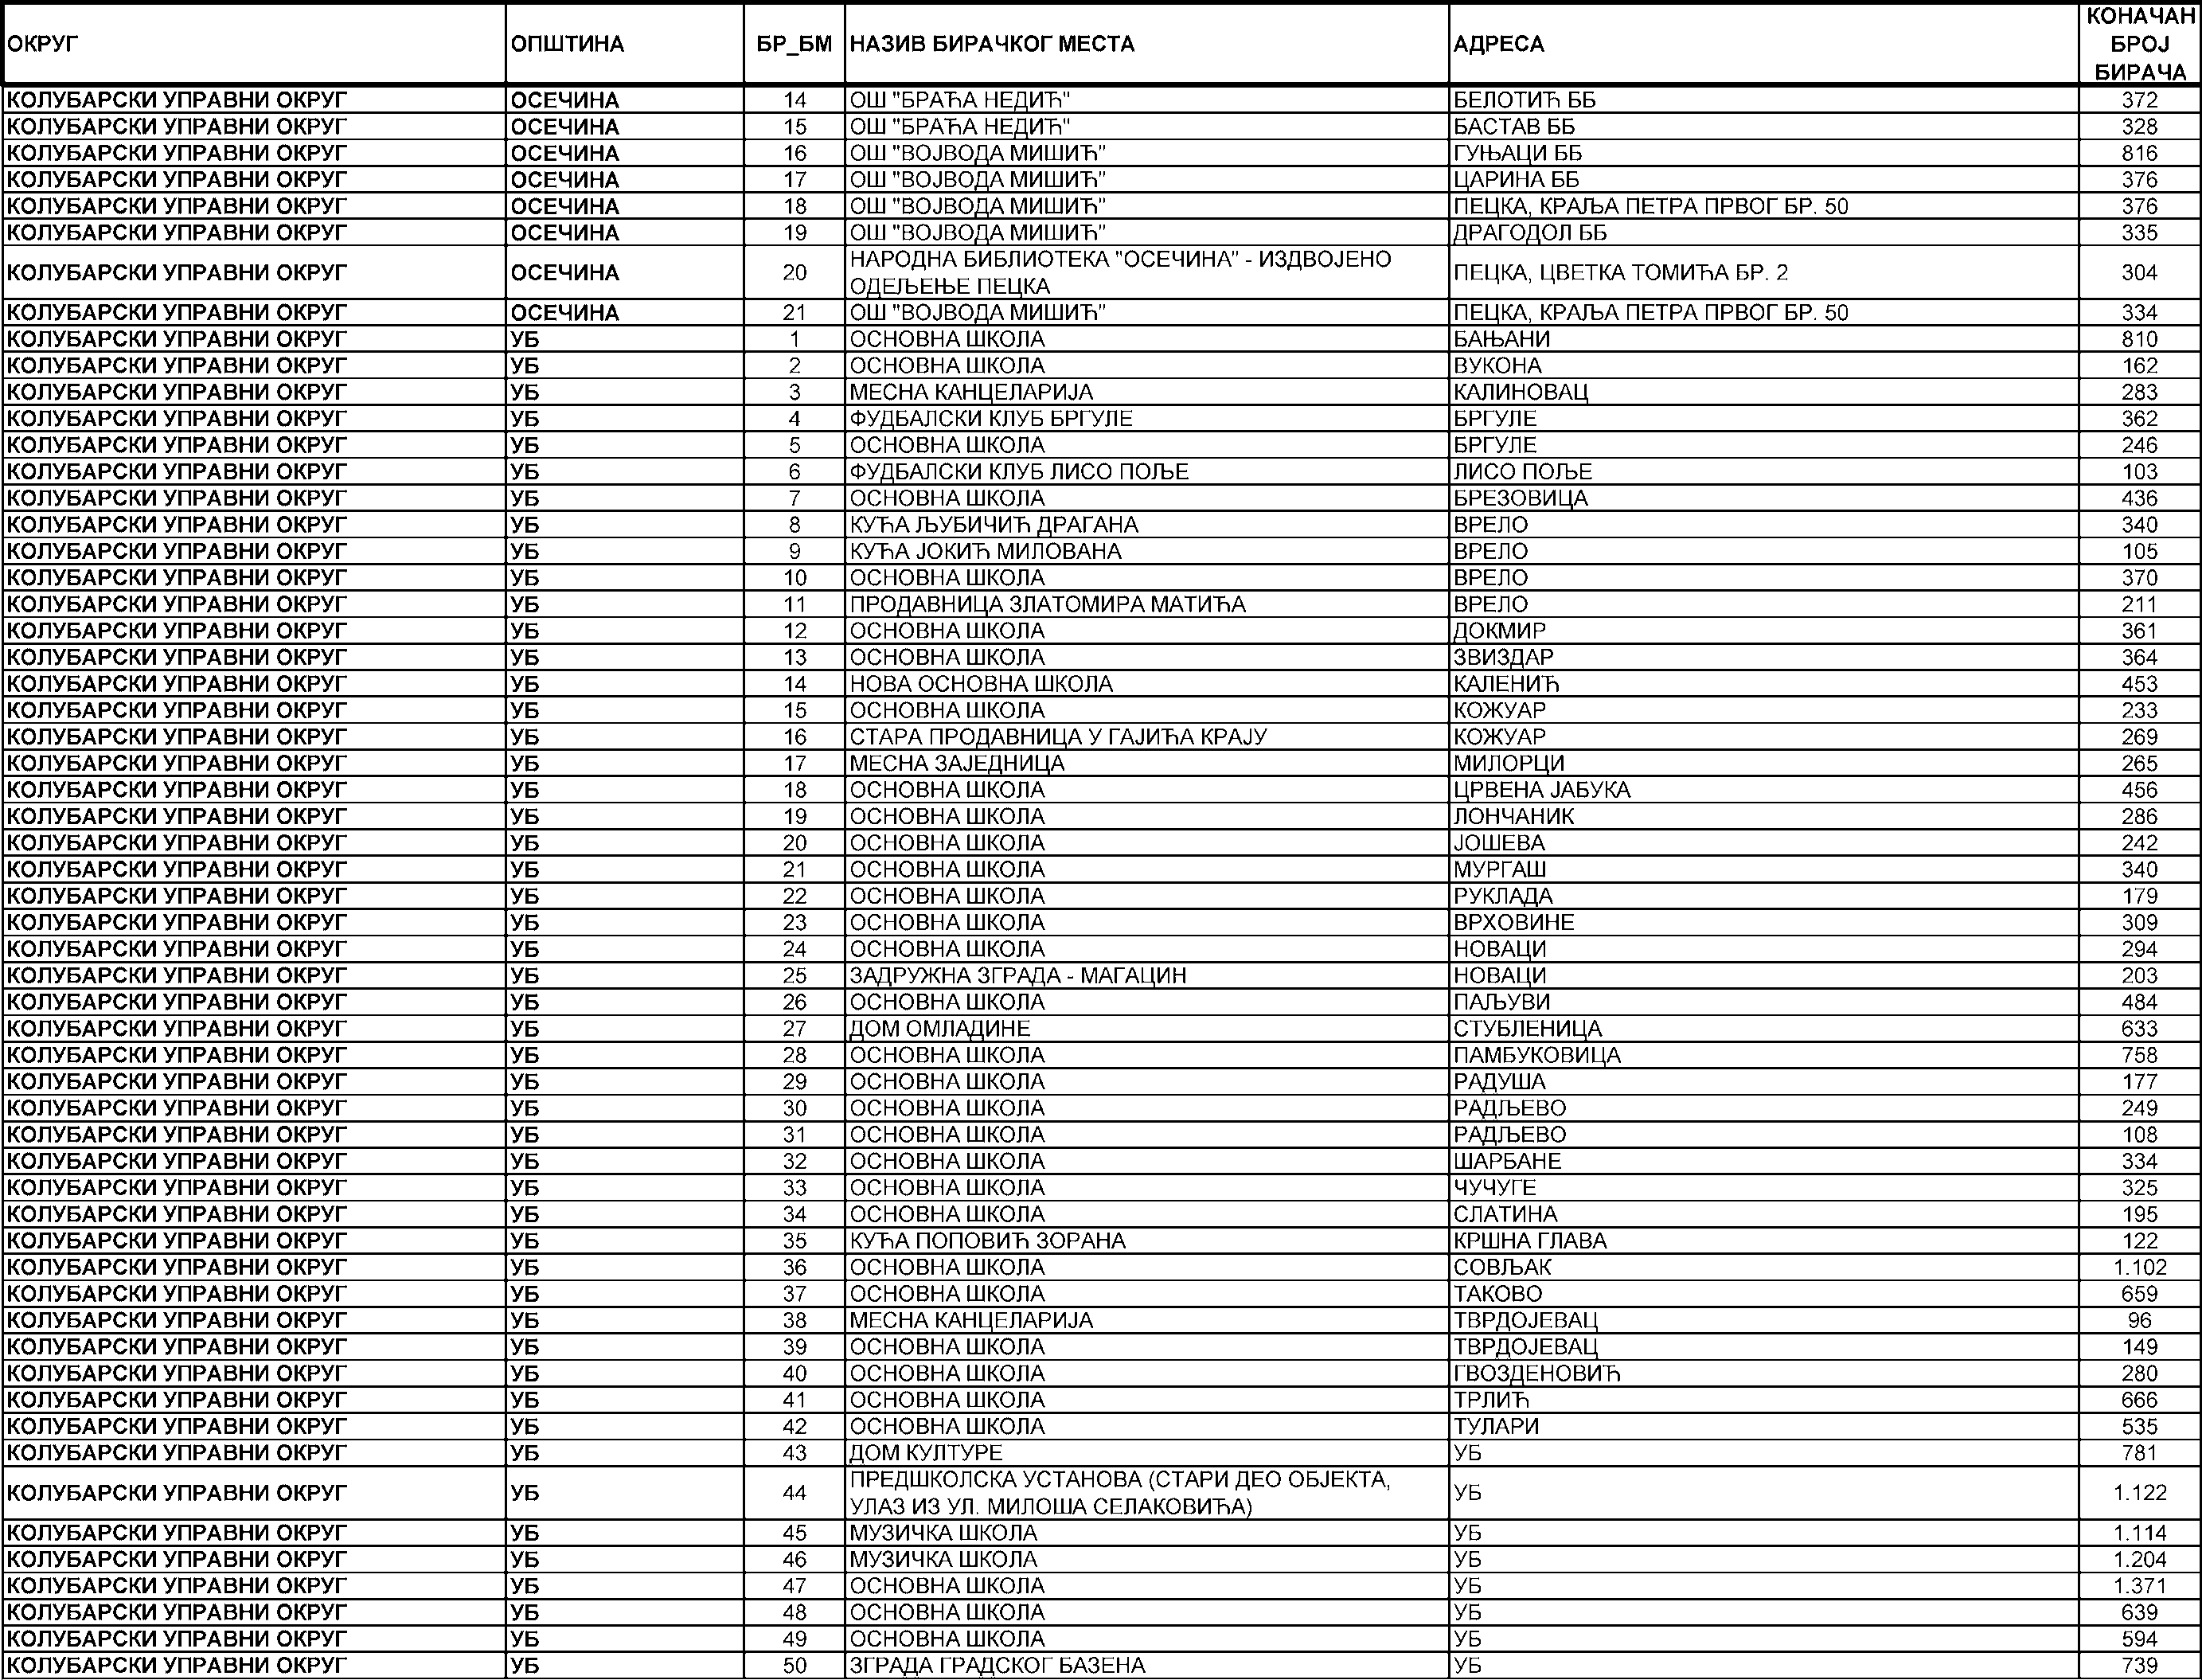 ОКРУГ ОПШТИНА БР_БМ НАЗИВ БИРАЧКОГ МЕСТА АДРЕСА КОНАЧАН БРОЈ БИРАЧА
КОЛУБАРСКИ УПРАВНИ ОКРУГ ОСЕЧИНА 14 ОШ "БРАЋА НЕДИЋ" БЕЛОТИЋ ББ 372
КОЛУБАРСКИ УПРАВНИ ОКРУГ ОСЕЧИНА 15 ОШ "БРАЋА НЕДИЋ" БАСТАВ ББ 328
КОЛУБАРСКИ УПРАВНИ ОКРУГ ОСЕЧИНА 16 ОШ "ВОЈВОДА МИШИЋ" ГУЊАЦИ ББ 816
КОЛУБАРСКИ УПРАВНИ ОКРУГ ОСЕЧИНА 17 ОШ "ВОЈВОДА МИШИЋ" ЦАРИНА ББ 376
КОЛУБАРСКИ УПРАВНИ ОКРУГ ОСЕЧИНА 18 ОШ "ВОЈВОДА МИШИЋ" ПЕЦКА, КРАЉА ПЕТРА ПРВОГ БР. 50 376
КОЛУБАРСКИ УПРАВНИ ОКРУГ ОСЕЧИНА 19 ОШ "ВОЈВОДА МИШИЋ" ДРАГОДОЛ ББ 335
КОЛУБАРСКИ УПРАВНИ ОКРУГ ОСЕЧИНА 20 НАРОДНА БИБЛИОТЕКА "ОСЕЧИНА" - ИЗДВОЈЕНО
ОДЕЉЕЊЕ ПЕЦКА ПЕЦКА, ЦВЕТКА ТОМИЋА БР. 2 304
КОЛУБАРСКИ УПРАВНИ ОКРУГ ОСЕЧИНА 21 ОШ "ВОЈВОДА МИШИЋ" ПЕЦКА, КРАЉА ПЕТРА ПРВОГ БР. 50 334
КОЛУБАРСКИ УПРАВНИ ОКРУГ УБ 1 ОСНОВНА ШКОЛА БАЊАНИ 810
КОЛУБАРСКИ УПРАВНИ ОКРУГ УБ 2 ОСНОВНА ШКОЛА ВУКОНА 162
КОЛУБАРСКИ УПРАВНИ ОКРУГ УБ 3 МЕСНА КАНЦЕЛАРИЈА КАЛИНОВАЦ 283
КОЛУБАРСКИ УПРАВНИ ОКРУГ УБ 4 ФУДБАЛСКИ КЛУБ БРГУЛЕ БРГУЛЕ 362
КОЛУБАРСКИ УПРАВНИ ОКРУГ УБ 5 ОСНОВНА ШКОЛА БРГУЛЕ 246
КОЛУБАРСКИ УПРАВНИ ОКРУГ УБ 6 ФУДБАЛСКИ КЛУБ ЛИСО ПОЉЕ ЛИСО ПОЉЕ 103
КОЛУБАРСКИ УПРАВНИ ОКРУГ УБ 7 ОСНОВНА ШКОЛА БРЕЗОВИЦА 436
КОЛУБАРСКИ УПРАВНИ ОКРУГ УБ 8 КУЋА ЉУБИЧИЋ ДРАГАНА ВРЕЛО 340
КОЛУБАРСКИ УПРАВНИ ОКРУГ УБ 9 КУЋА ЈОКИЋ МИЛОВАНА ВРЕЛО 105
КОЛУБАРСКИ УПРАВНИ ОКРУГ УБ 10 ОСНОВНА ШКОЛА ВРЕЛО 370
КОЛУБАРСКИ УПРАВНИ ОКРУГ УБ 11 ПРОДАВНИЦА ЗЛАТОМИРА МАТИЋА ВРЕЛО 211
КОЛУБАРСКИ УПРАВНИ ОКРУГ УБ 12 ОСНОВНА ШКОЛА ДОКМИР 361
КОЛУБАРСКИ УПРАВНИ ОКРУГ УБ 13 ОСНОВНА ШКОЛА ЗВИЗДАР 364
КОЛУБАРСКИ УПРАВНИ ОКРУГ УБ 14 НОВА ОСНОВНА ШКОЛА КАЛЕНИЋ 453
КОЛУБАРСКИ УПРАВНИ ОКРУГ УБ 15 ОСНОВНА ШКОЛА КОЖУАР 233
КОЛУБАРСКИ УПРАВНИ ОКРУГ УБ 16 СТАРА ПРОДАВНИЦА У ГАЈИЋА КРАЈУ КОЖУАР 269
КОЛУБАРСКИ УПРАВНИ ОКРУГ УБ 17 МЕСНА ЗАЈЕДНИЦА МИЛОРЦИ 265
КОЛУБАРСКИ УПРАВНИ ОКРУГ УБ 18 ОСНОВНА ШКОЛА ЦРВЕНА ЈАБУКА 456
КОЛУБАРСКИ УПРАВНИ ОКРУГ УБ 19 ОСНОВНА ШКОЛА ЛОНЧАНИК 286
КОЛУБАРСКИ УПРАВНИ ОКРУГ УБ 20 ОСНОВНА ШКОЛА ЈОШЕВА 242
КОЛУБАРСКИ УПРАВНИ ОКРУГ УБ 21 ОСНОВНА ШКОЛА МУРГАШ 340
КОЛУБАРСКИ УПРАВНИ ОКРУГ УБ 22 ОСНОВНА ШКОЛА РУКЛАДА 179
КОЛУБАРСКИ УПРАВНИ ОКРУГ УБ 23 ОСНОВНА ШКОЛА ВРХОВИНЕ 309
КОЛУБАРСКИ УПРАВНИ ОКРУГ УБ 24 ОСНОВНА ШКОЛА НОВАЦИ 294
КОЛУБАРСКИ УПРАВНИ ОКРУГ УБ 25 ЗАДРУЖНА ЗГРАДА - МАГАЦИН НОВАЦИ 203
КОЛУБАРСКИ УПРАВНИ ОКРУГ УБ 26 ОСНОВНА ШКОЛА ПАЉУВИ 484
КОЛУБАРСКИ УПРАВНИ ОКРУГ УБ 27 ДОМ ОМЛАДИНЕ СТУБЛЕНИЦА 633
КОЛУБАРСКИ УПРАВНИ ОКРУГ УБ 28 ОСНОВНА ШКОЛА ПАМБУКОВИЦА 758
КОЛУБАРСКИ УПРАВНИ ОКРУГ УБ 29 ОСНОВНА ШКОЛА РАДУША 177
КОЛУБАРСКИ УПРАВНИ ОКРУГ УБ 30 ОСНОВНА ШКОЛА РАДЉЕВО 249
КОЛУБАРСКИ УПРАВНИ ОКРУГ УБ 31 ОСНОВНА ШКОЛА РАДЉЕВО 108
КОЛУБАРСКИ УПРАВНИ ОКРУГ УБ 32 ОСНОВНА ШКОЛА ШАРБАНЕ 334
КОЛУБАРСКИ УПРАВНИ ОКРУГ УБ 33 ОСНОВНА ШКОЛА ЧУЧУГЕ 325
КОЛУБАРСКИ УПРАВНИ ОКРУГ УБ 34 ОСНОВНА ШКОЛА СЛАТИНА 195
КОЛУБАРСКИ УПРАВНИ ОКРУГ УБ 35 КУЋА ПОПОВИЋ ЗОРАНА КРШНА ГЛАВА 122
КОЛУБАРСКИ УПРАВНИ ОКРУГ УБ 36 ОСНОВНА ШКОЛА СОВЉАК 1.102
КОЛУБАРСКИ УПРАВНИ ОКРУГ УБ 37 ОСНОВНА ШКОЛА ТАКОВО 659
КОЛУБАРСКИ УПРАВНИ ОКРУГ УБ 38 МЕСНА КАНЦЕЛАРИЈА ТВРДОЈЕВАЦ 96
КОЛУБАРСКИ УПРАВНИ ОКРУГ УБ 39 ОСНОВНА ШКОЛА ТВРДОЈЕВАЦ 149
КОЛУБАРСКИ УПРАВНИ ОКРУГ УБ 40 ОСНОВНА ШКОЛА ГВОЗДЕНОВИЋ 280
КОЛУБАРСКИ УПРАВНИ ОКРУГ УБ 41 ОСНОВНА ШКОЛА ТРЛИЋ 666
КОЛУБАРСКИ УПРАВНИ ОКРУГ УБ 42 ОСНОВНА ШКОЛА ТУЛАРИ 535
КОЛУБАРСКИ УПРАВНИ ОКРУГ УБ 43 ДОМ КУЛТУРЕ УБ 781
КОЛУБАРСКИ УПРАВНИ ОКРУГ УБ 44 ПРЕДШКОЛСКА УСТАНОВА (СТАРИ ДЕО ОБЈЕКТА,
УЛАЗ ИЗ УЛ. МИЛОША СЕЛАКОВИЋА) УБ 1.122
КОЛУБАРСКИ УПРАВНИ ОКРУГ УБ 45 МУЗИЧКА ШКОЛА УБ 1.114
КОЛУБАРСКИ УПРАВНИ ОКРУГ УБ 46 МУЗИЧКА ШКОЛА УБ 1.204
КОЛУБАРСКИ УПРАВНИ ОКРУГ УБ 47 ОСНОВНА ШКОЛА УБ 1.371
КОЛУБАРСКИ УПРАВНИ ОКРУГ УБ 48 ОСНОВНА ШКОЛА УБ 639
КОЛУБАРСКИ УПРАВНИ ОКРУГ УБ 49 ОСНОВНА ШКОЛА УБ 594
КОЛУБАРСКИ УПРАВНИ ОКРУГ УБ 50 ЗГРАДА ГРАДСКОГ БАЗЕНА УБ 739